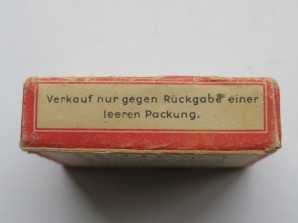 Verkauf nur gegen Rückgabe einer
leeren Packung.